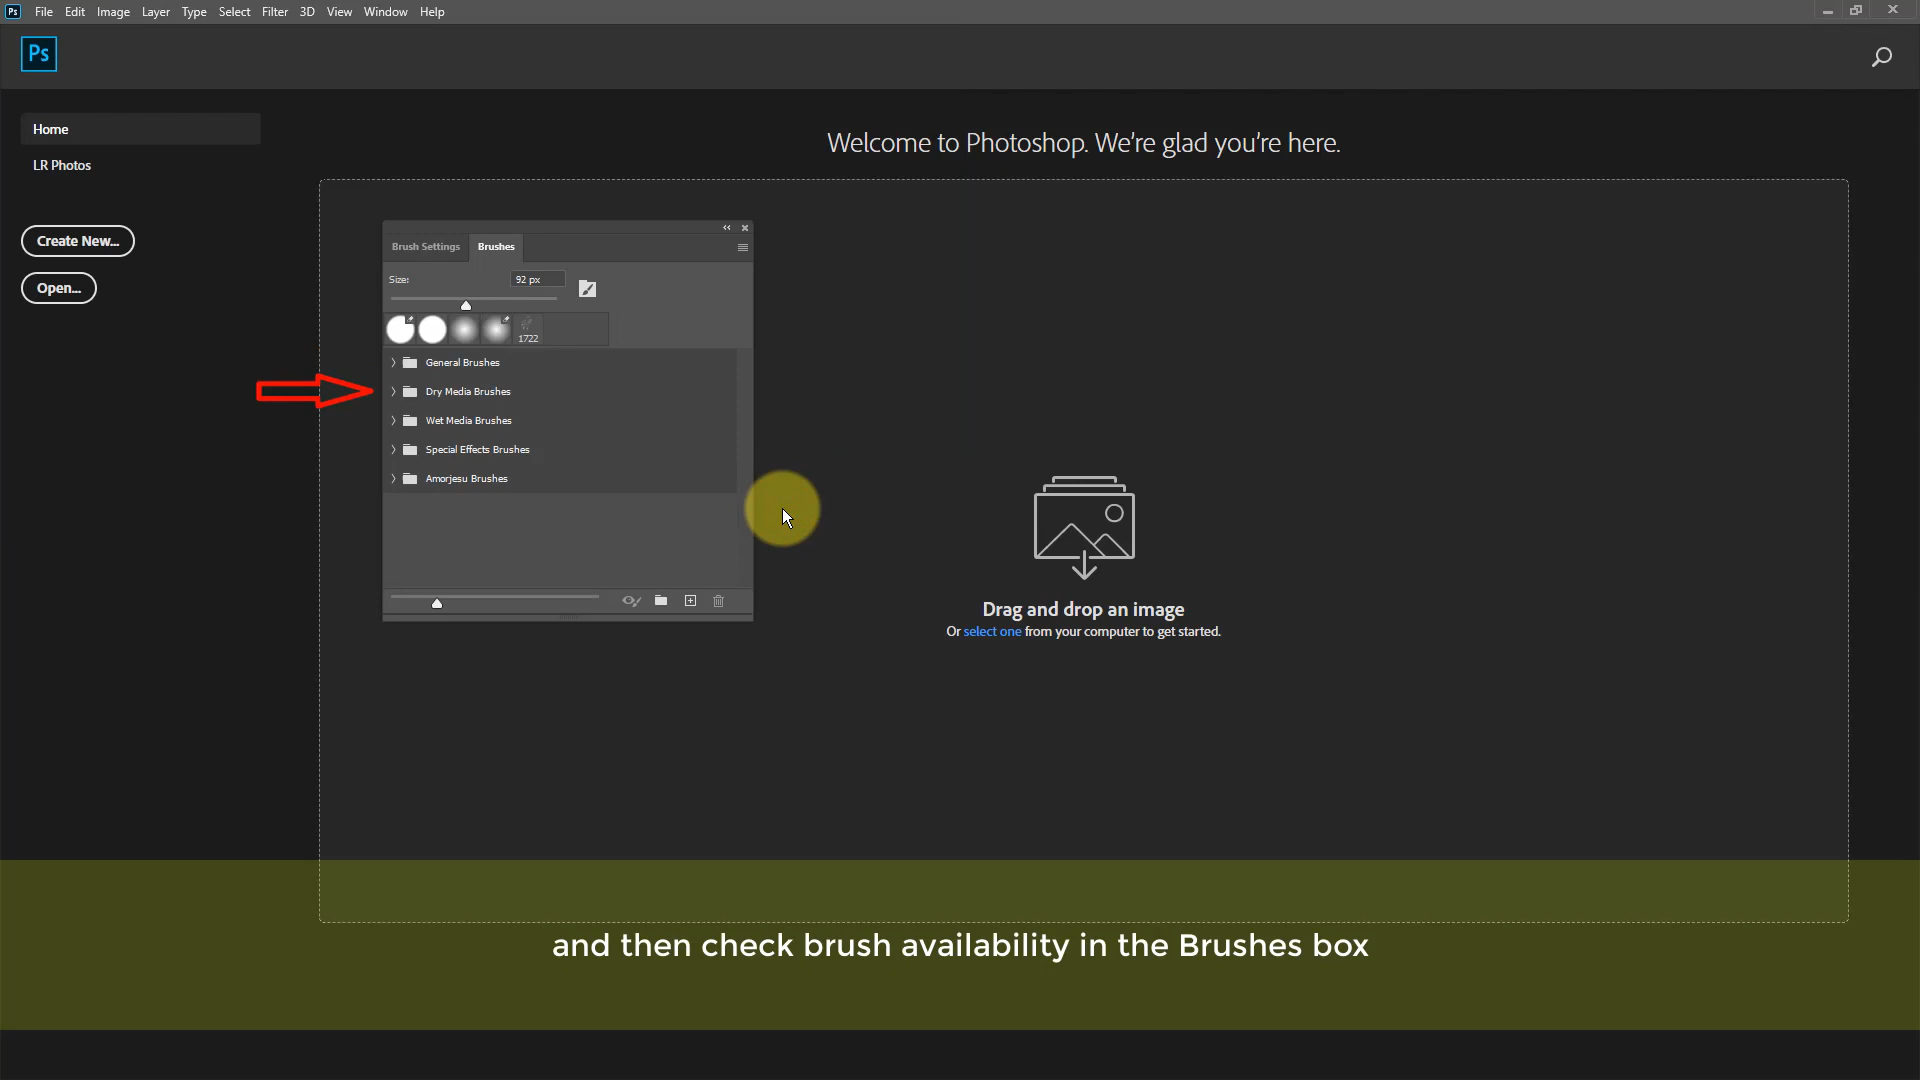 Ps File Edit Image Layer Type Select Filter 3D View Window Help
Ps
Home
LR Photos
Create New...
Open...
Welcome to Photoshop. We're glad you're here.
Brush Settings Brushes
Size: 92 px
1722
General Brushes
Dry Media Brushes
Wet Media Brushes
Special Effects Brushes
Amorjesu Brushes
Drag and drop an image
Or select one from your computer to get started.
and then check brush availability in the Brushes box